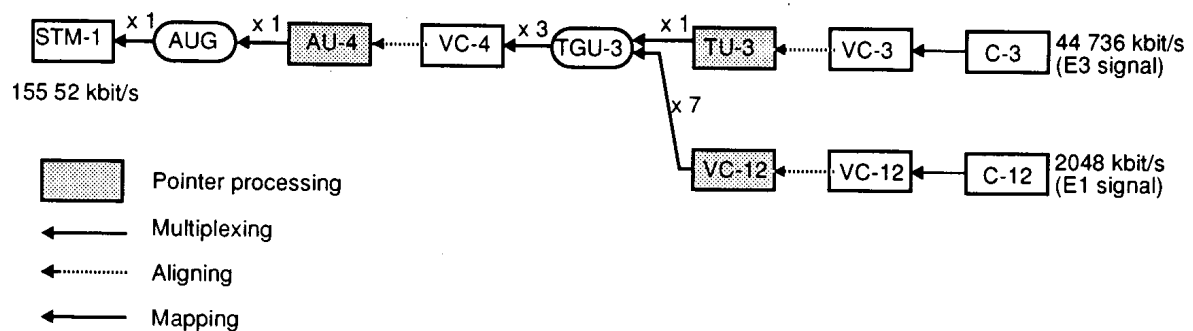 x 1
x 1
x 3
x 1
STM-1
AUG
AU-4
VC-4
TGU-3
TU-3
VC-3
C-3
44 736 kbit/s
(E3 signal)
155 52 kbit/s
x 7
VC-12
VC-12
C-12
2048 kbit/s
(E1 signal)
Pointer processing
Multiplexing
Aligning
Mapping